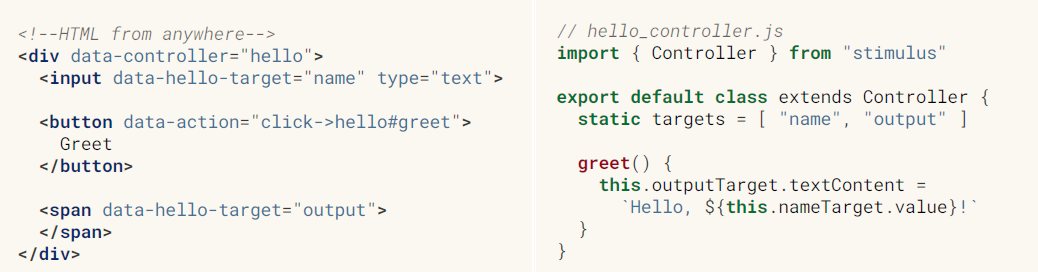 <!--HTML from anywhere-->
<div data-controller="hello">
  <input data-hello-target="name" type="text">

  <button data-action="click->hello#greet">
    Greet
  </button>

  <span data-hello-target="output">
  </span>
</div>
// hello_controller.js
import { Controller } from "stimulus"

export default class extends Controller {
  static targets = [ "name", "output" ]

  greet() {
    this.outputTarget.textContent =
      `Hello, ${this.nameTarget.value}!`
  }
}